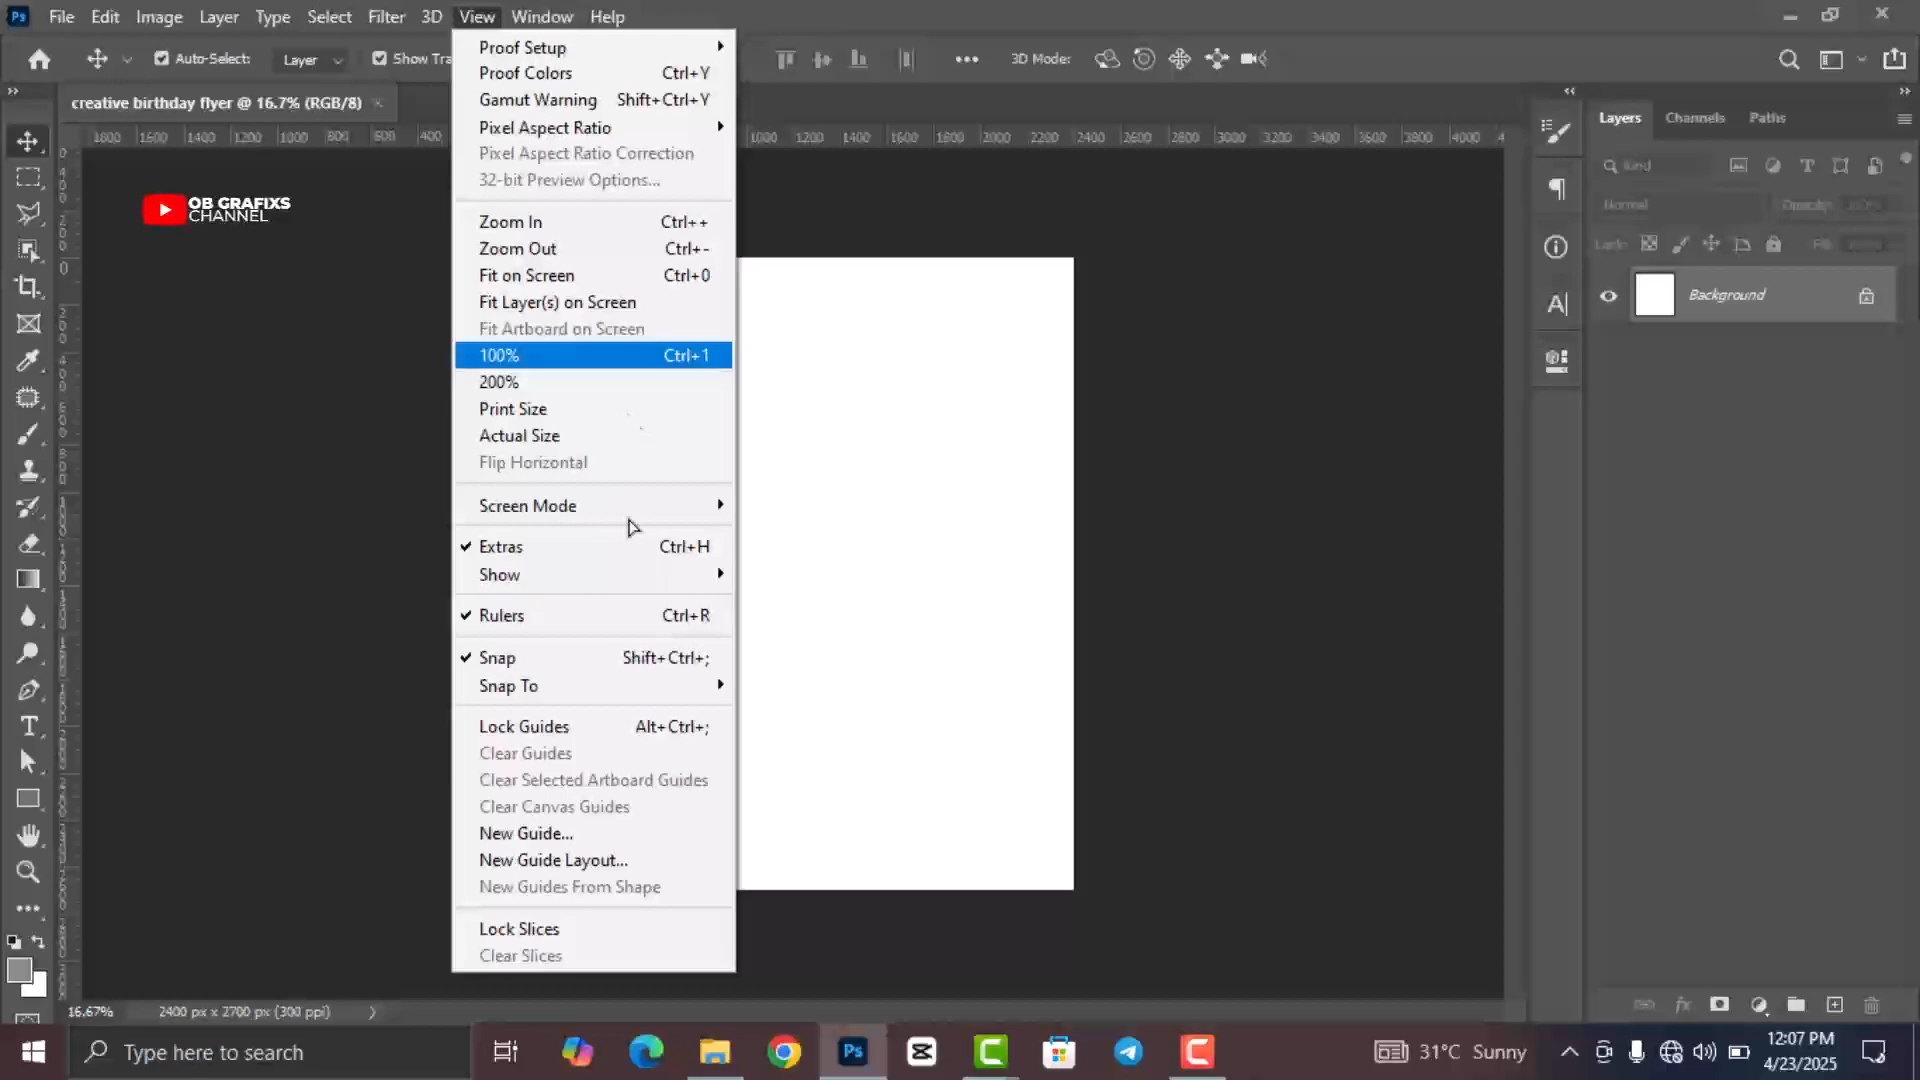 Ps File Edit Image Layer Type Select Filter 3D View Window Help
Auto-Select: Layer Show Tra 3D Mode:
creative birthday flyer @ 16.7% (RGB/8)
1800 1600 1400 1200 1000 800 600 400 1000 1200 1400 1600 1800 2000 2200 2400 2600 2800 3000 3200 3400 3600 3800 4000
OB GRAFIXS
CHANNEL
Proof Setup
Proof Colors Ctrl+Y
Gamut Warning Shift+Ctrl+Y
Pixel Aspect Ratio
Pixel Aspect Ratio Correction
32-bit Preview Options...
Zoom In Ctrl++
Zoom Out Ctrl+-
Fit on Screen Ctrl+0
Fit Layer(s) on Screen
Fit Artboard on Screen
100% Ctrl+1
200%
Print Size
Actual Size
Flip Horizontal
Screen Mode
Extras Ctrl+H
Show
Rulers Ctrl+R
Snap Shift+Ctrl+;
Snap To
Lock Guides Alt+Ctrl+;
Clear Guides
Clear Selected Artboard Guides
Clear Canvas Guides
New Guide...
New Guide Layout...
New Guides From Shape
Lock Slices
Clear Slices
Layers Channels Paths
Kind
Normal Opacity:
Lock: Fill:
Background
16.67% 2400 px x 2700 px (300 ppi)
Type here to search
Ps
31°C Sunny
12:07 PM
4/23/2025